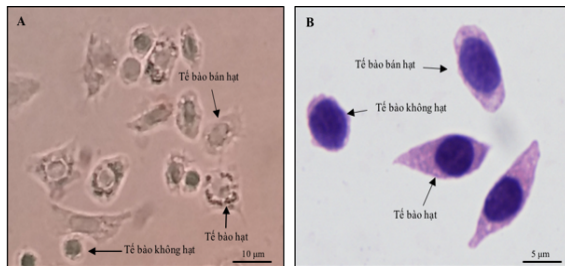 A
Tế bào bán hạt
Tế bào hạt
Tế bào không hạt
10 µm
B
Tế bào bán hạt
Tế bào không hạt
Tế bào hạt
5 µm